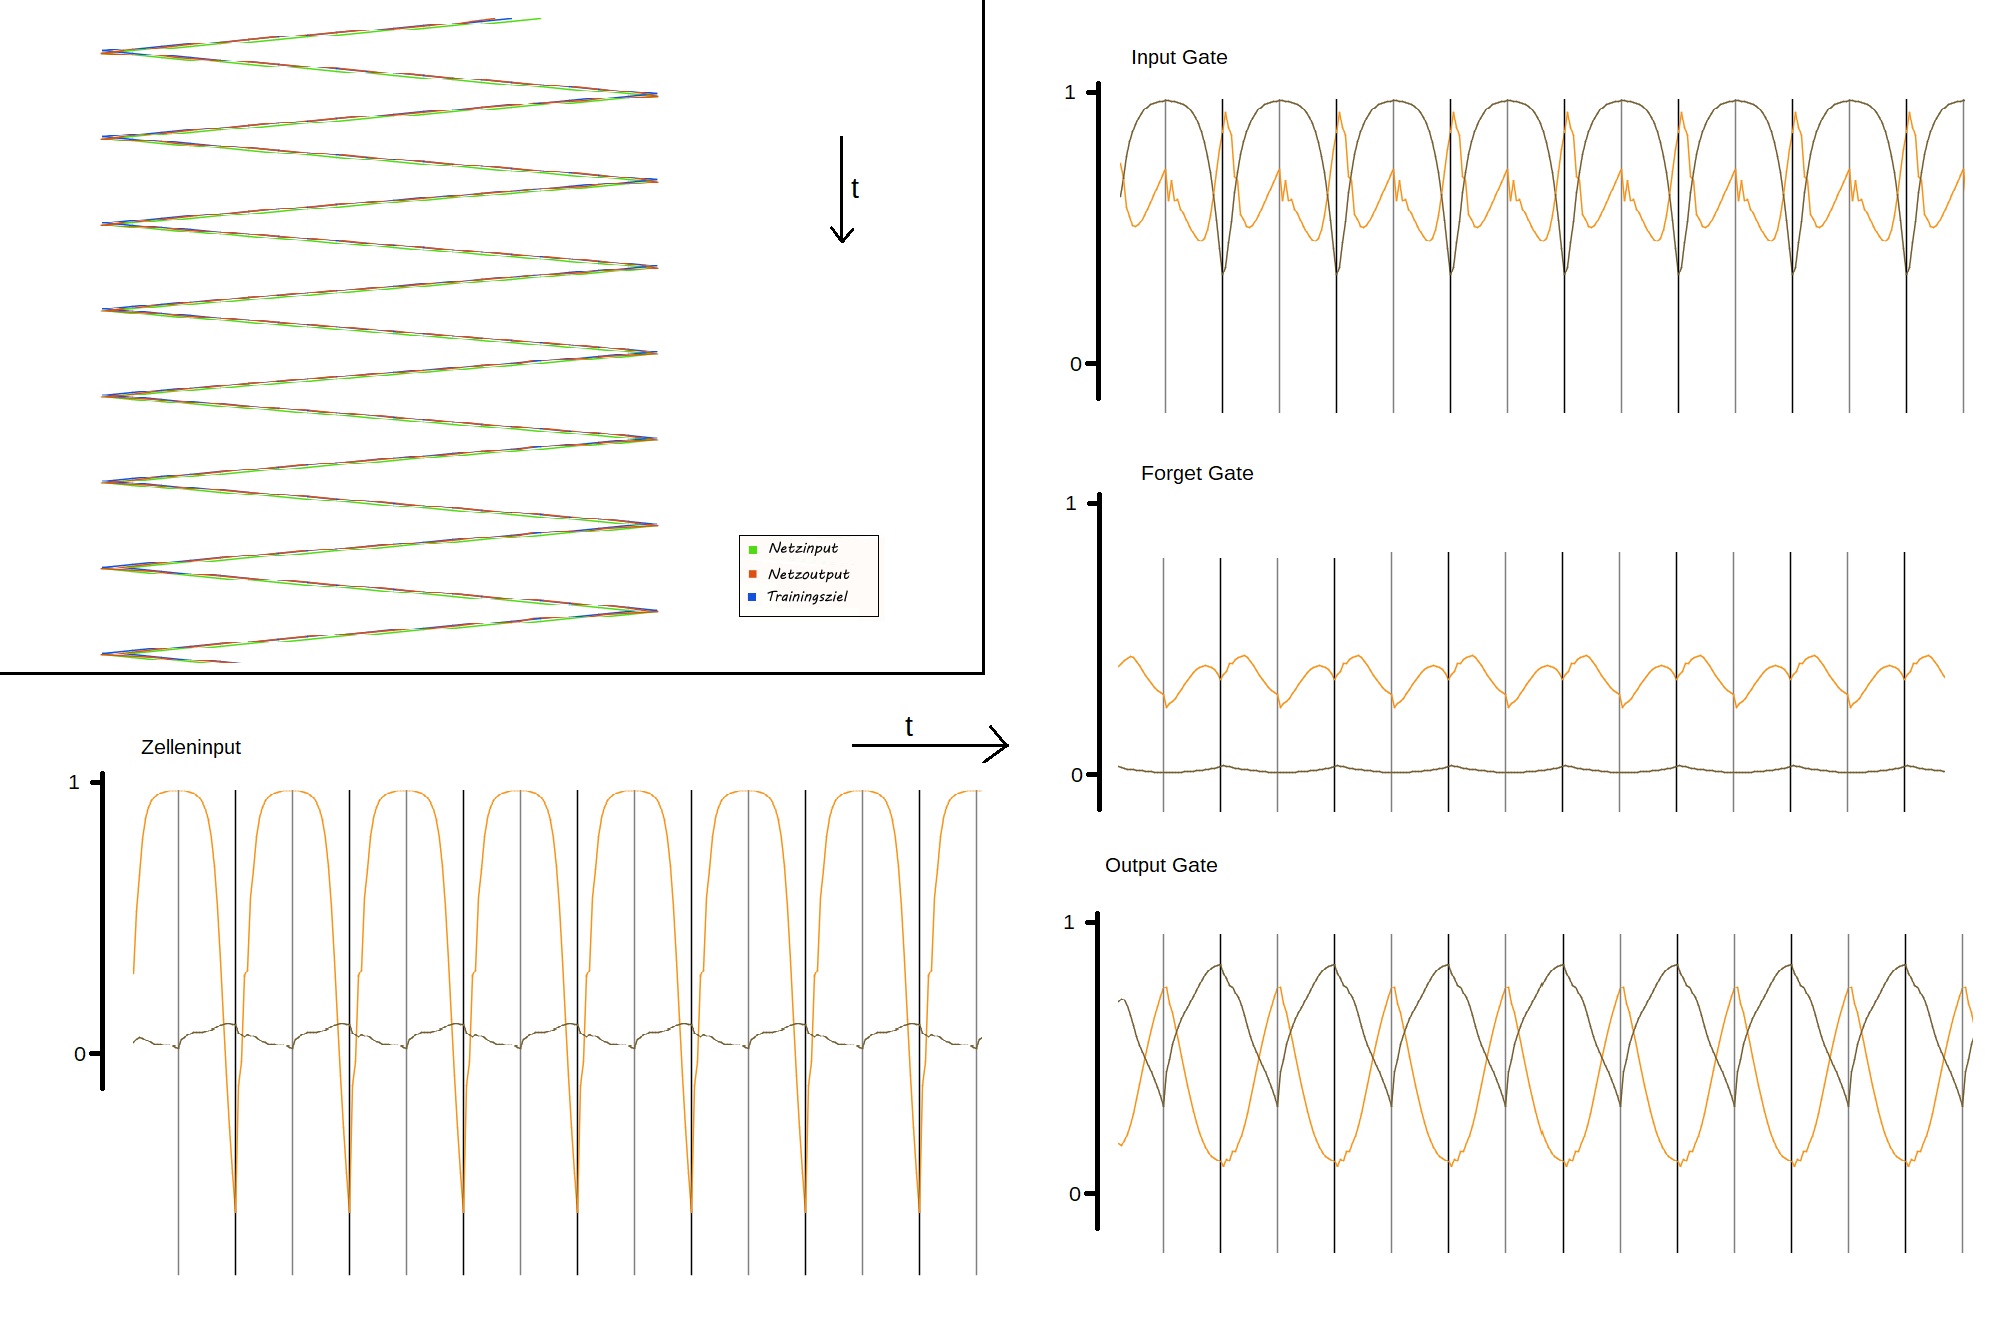 t
Netzinput
Netzoutput
Trainingsziel
Zelleninput
t
1
0
Input Gate
1
0
Forget Gate
1
0
Output Gate
1
0